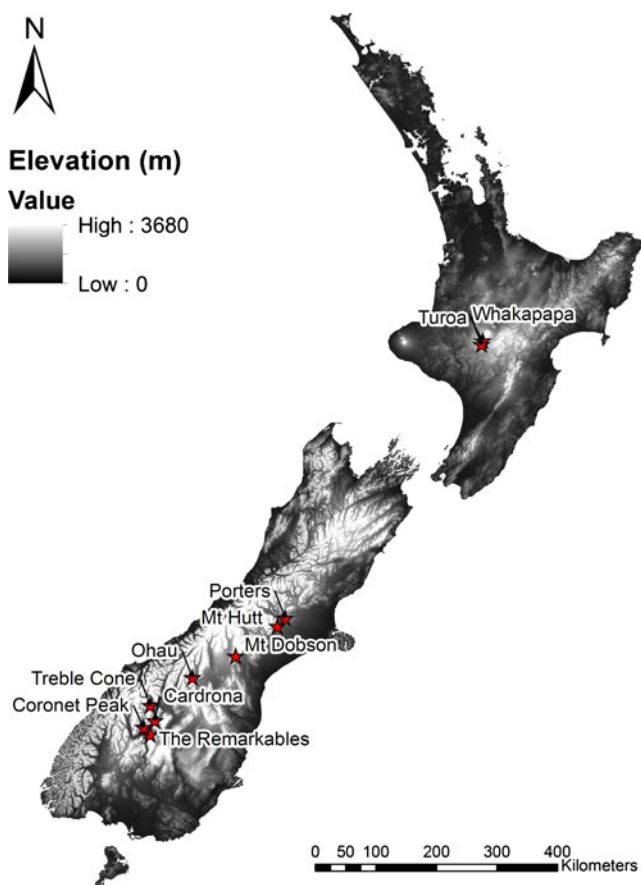 N
Elevation (m)
Value
High : 3680
Low : 0
Turoa
Whakapapa
Porters
Mt Hutt
Mt Dobson
Ohau
Treble Cone
Cardrona
Coronet Peak
The Remarkables
0 50 100 200 300 400
Kilometers